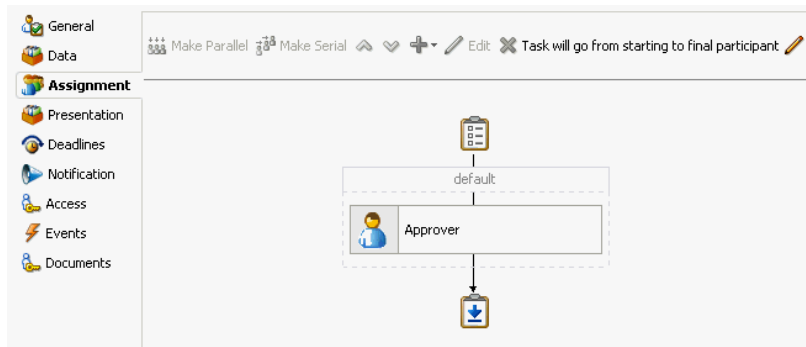 General
Data
Assignment
Presentation
Deadlines
Notification
Access
Events
Documents
Make Parallel Make Serial Edit Task will go from starting to final participant
default
Approver